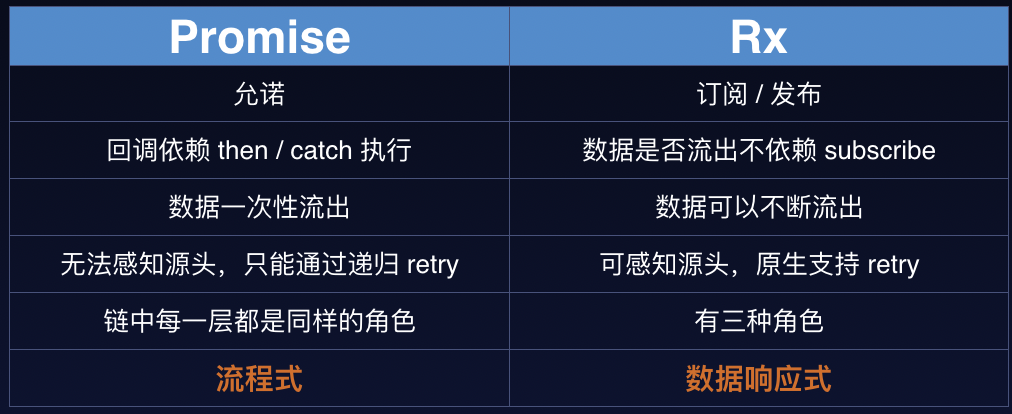 Promise Rx
允诺 订阅 / 发布
回调依赖 then / catch 执行 数据是否流出不依赖 subscribe
数据一次性流出 数据可以不断流出
无法感知源头，只能通过递归 retry 可感知源头，原生支持 retry
链中每一层都是同样的角色 有三种角色
流程式 数据响应式